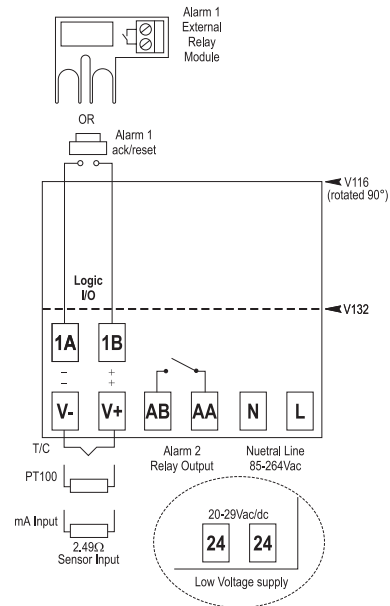 Alarm 1
External
Relay
Module
OR
Alarm 1
ack/reset
V116
(rotated 90°)
Logic
I/O
V132
1A 1B
– +
– +
V- V+ AB AA N L
T/C
Alarm 2
Relay Output
Nuetral Line
85-264Vac
PT100
mA Input
2.49Ω
Sensor Input
20-29Vac/dc
24 24
Low Voltage supply